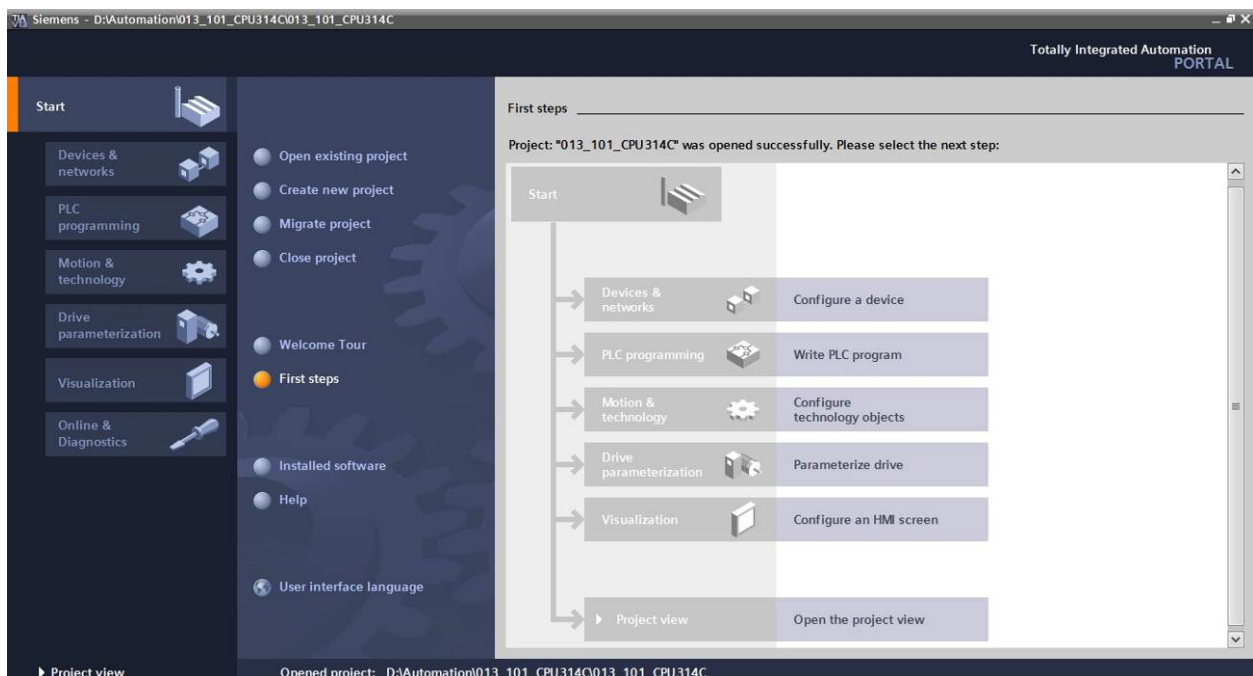 Siemens - D:\Automation\013_101_CPU314C\013_101_CPU314C
Totally Integrated Automation
PORTAL
Start
Devices &
networks
PLC
programming
Motion &
technology
Drive
parameterization
Visualization
Online &
Diagnostics
Open existing project
Create new project
Migrate project
Close project
Welcome Tour
First steps
Installed software
Help
User interface language
First steps
Project: "013_101_CPU314C" was opened successfully. Please select the next step:
Start
Devices &
networks
Configure a device
PLC programming
Write PLC program
Motion &
technology
Configure
technology objects
Drive
parameterization
Parameterize drive
Visualization
Configure an HMI screen
Project view
Open the project view
Project view
Opened project: D:\Automation\013_101_CPU314C\013_101_CPU314C